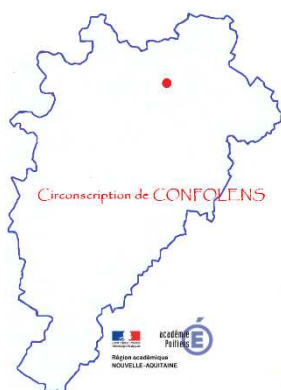 Circonscription de CONFOLENS
académie
Poitiers
É
Région académique
NOUVELLE-AQUITAINE